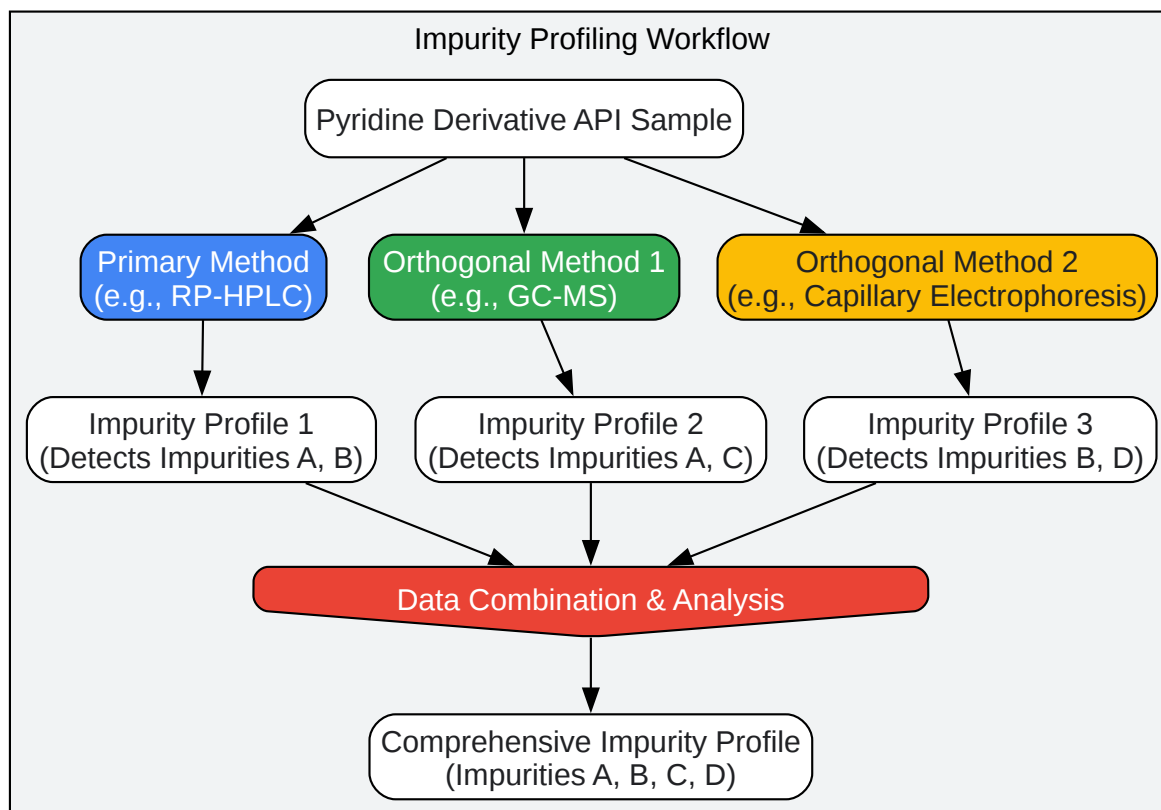 Impurity Profiling Workflow
Pyridine Derivative API Sample
Primary Method
(e.g., RP-HPLC)
Orthogonal Method 1
(e.g., GC-MS)
Orthogonal Method 2
(e.g., Capillary Electrophoresis)
Impurity Profile 1
(Detects Impurities A, B)
Impurity Profile 2
(Detects Impurities A, C)
Impurity Profile 3
(Detects Impurities B, D)
Data Combination & Analysis
Comprehensive Impurity Profile
(Impurities A, B, C, D)